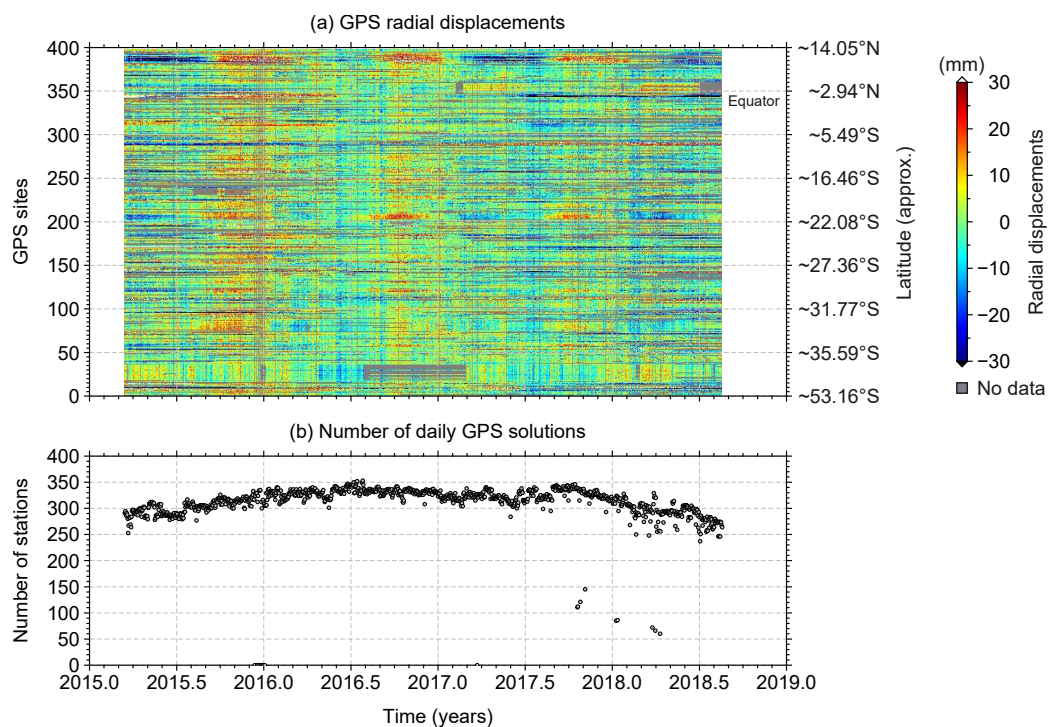 (a) GPS radial displacements
400
350
300
250
200
150
100
50
0
GPS sites
~14.05°N
~2.94°N
Equator
~5.49°S
~16.46°S
~22.08°S
~27.36°S
~31.77°S
~35.59°S
~53.16°S
Latitude (approx.)
(mm)
30
20
10
0
−10
−20
−30
Radial displacements
No data
(b) Number of daily GPS solutions
400
350
300
250
200
150
100
50
0
Number of stations
2015.0 2015.5 2016.0 2016.5 2017.0 2017.5 2018.0 2018.5 2019.0
Time (years)